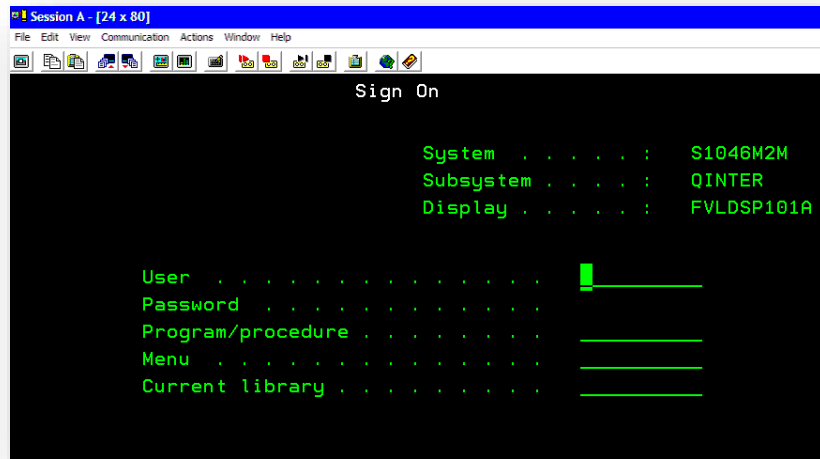 Session A - [24 x 80]
File Edit View Communication Actions Window Help
Sign On
System . . . . . : S1046M2M
Subsystem . . . . : QINTER
Display . . . . . : FVLDSP101A
User . . . . . . . . . . . . . .
Password . . . . . . . . . . . .
Program/procedure . . . . . . . .
Menu . . . . . . . . . . . . . .
Current library . . . . . . . . .